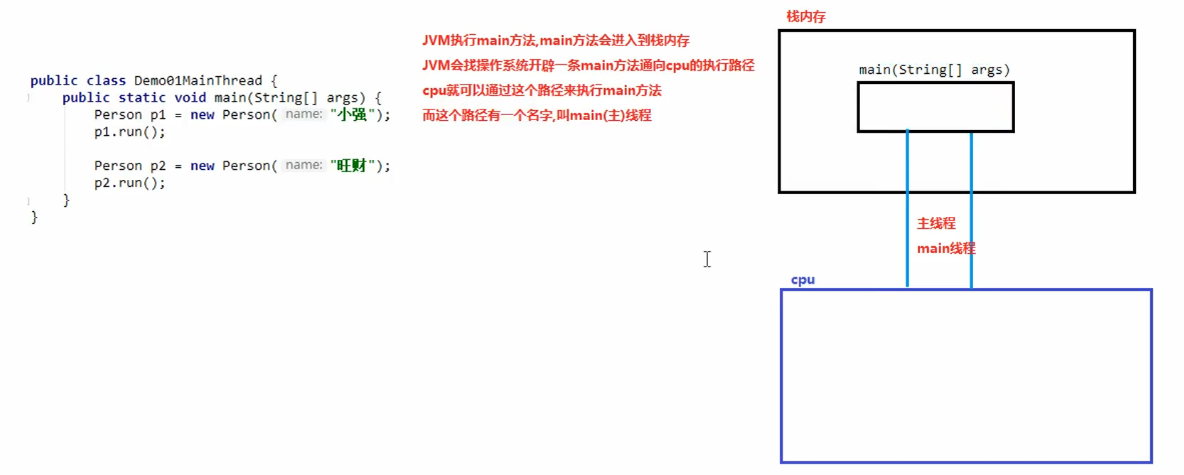 public class Demo01MainThread {
public static void main(String[] args) {
Person p1 = new Person( name: "小强");
p1.run();
Person p2 = new Person( name: "旺财");
p2.run();
}
}
JVM执行main方法,main方法会进入到栈内存
JVM会找操作系统开辟一条main方法通向cpu的执行路径
cpu就可以通过这个路径来执行main方法
而这个路径有一个名字,叫main(主)线程
栈内存
main(String[] args)
主线程
main线程
cpu